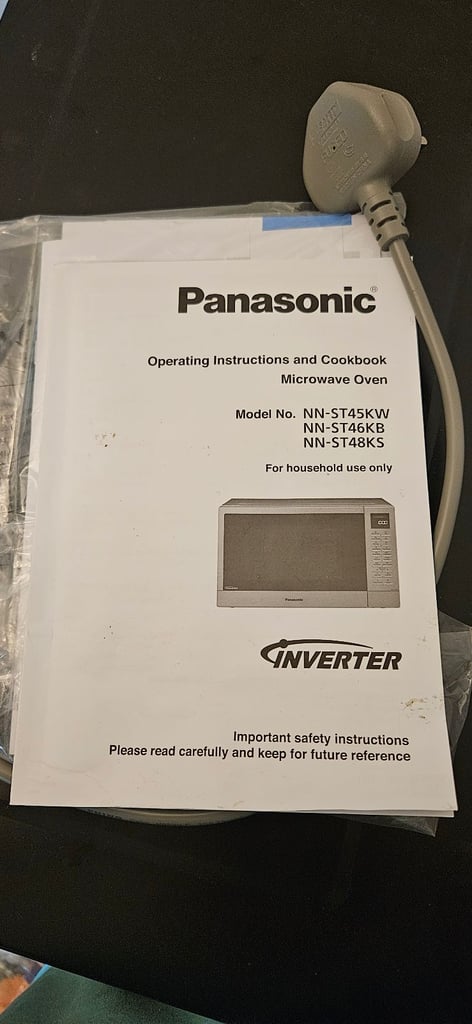 Panasonic®
Operating Instructions and Cookbook
Microwave Oven
Model No. NN-ST45KW
NN-ST46KB
NN-ST48KS
For household use only
Panasonic
INVERTER
Important safety instructions
Please read carefully and keep for future reference